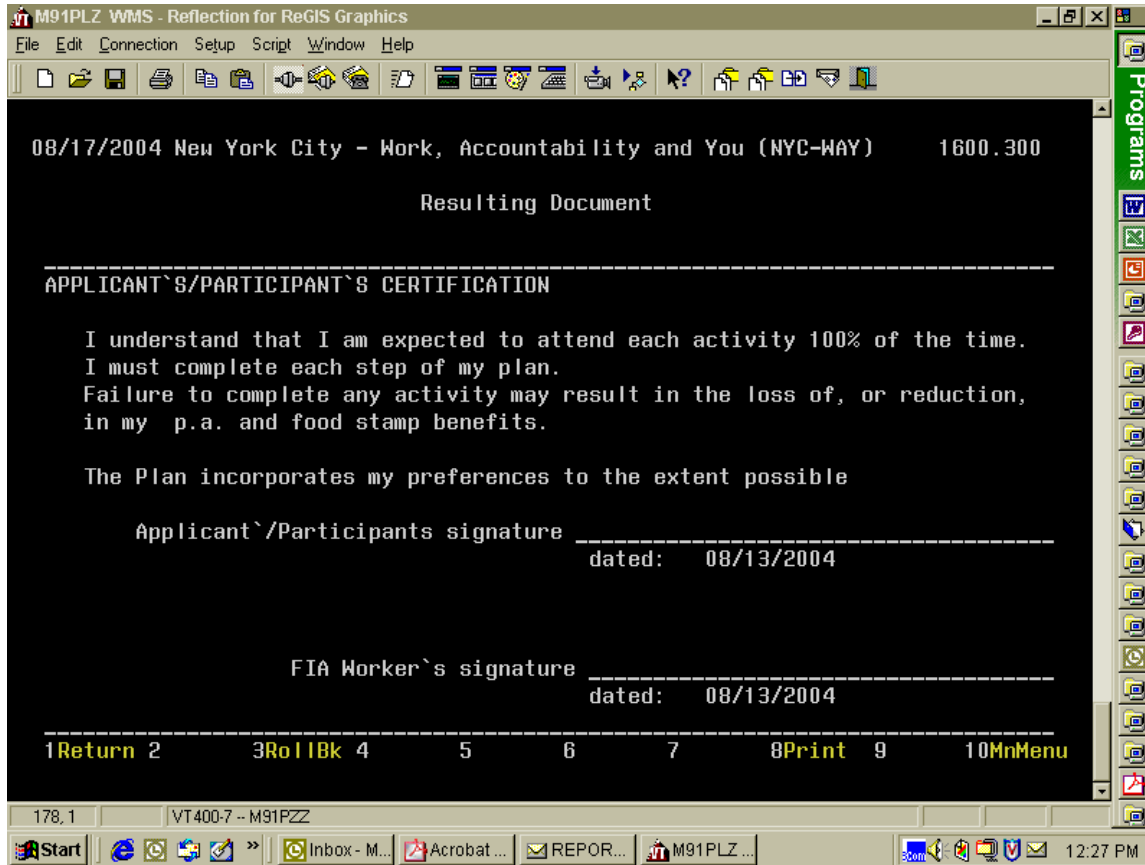 M91PLZ WMS - Reflection for ReGIS Graphics
File Edit Connection Setup Script Window Help
Programs
08/17/2004 New York City - Work, Accountability and You (NYC-WAY) 1600.300
Resulting Document
APPLICANT`S/PARTICIPANT`S CERTIFICATION
I understand that I am expected to attend each activity 100% of the time.
I must complete each step of my plan.
Failure to complete any activity may result in the loss of, or reduction,
in my p.a. and food stamp benefits.
The Plan incorporates my preferences to the extent possible
Applicant`/Participants signature
dated: 08/13/2004
FIA Worker`s signature
dated: 08/13/2004
1Return 2 3RollBk 4 5 6 7 8Print 9 10MnMenu
178,1 VT400-7 -- M91PZZ
Start » Inbox - M... Acrobat ... REPOR... M91PLZ ... 12:27 PM